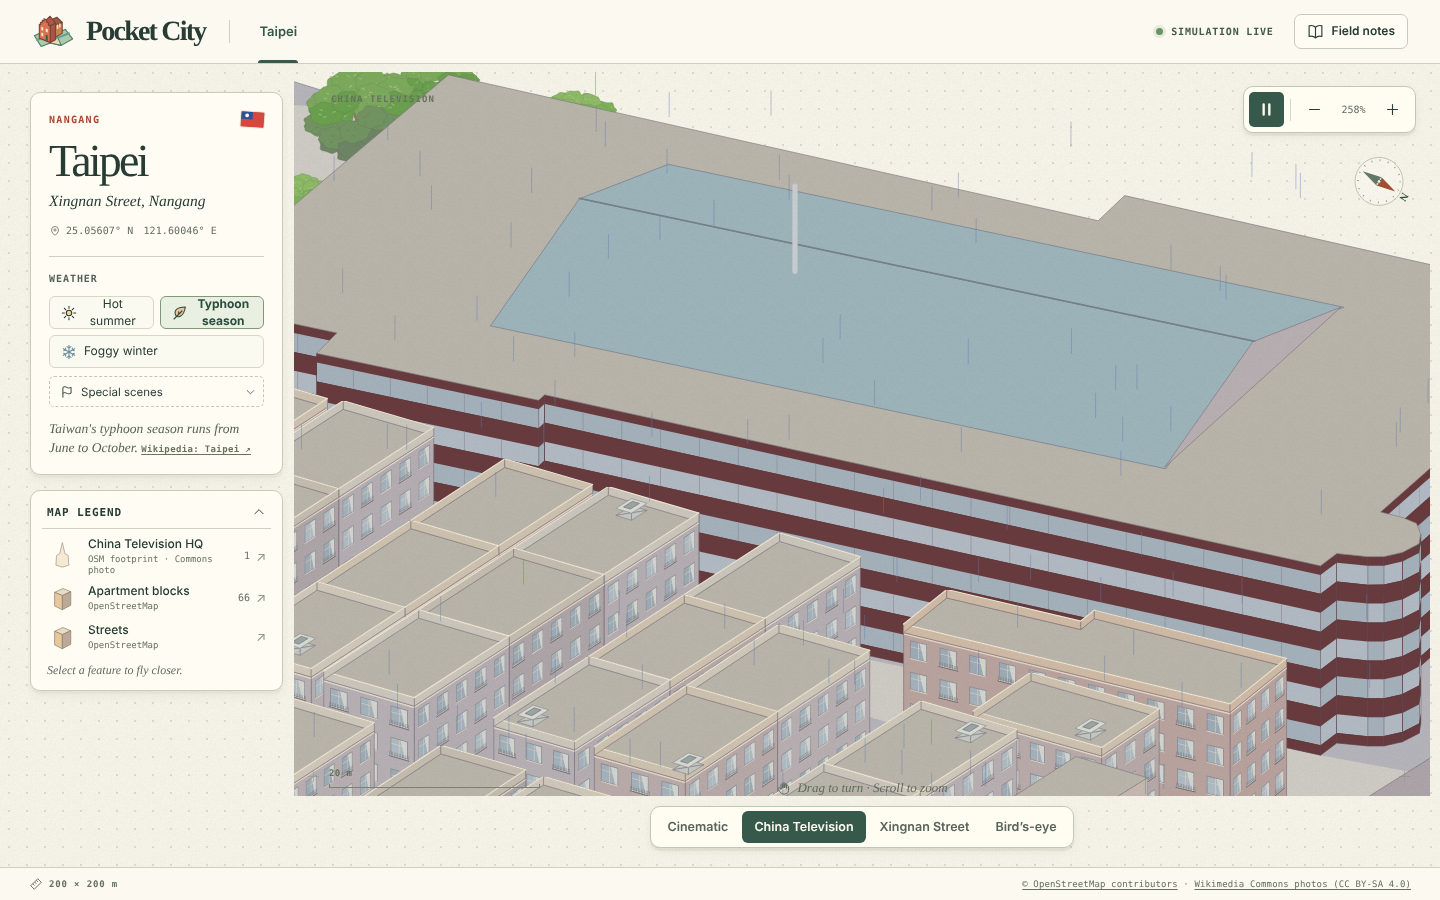 Pocket City
Taipei
SIMULATION LIVE
Field notes
NANGANG
Taipei
Xingnan Street, Nangang
25.05607° N 121.60046° E
WEATHER
Hot summer
Typhoon season
Foggy winter
Special scenes
Taiwan's typhoon season runs from
June to October. Wikipedia: Taipei ↗
MAP LEGEND
China Television HQ
OSM footprint · Commons
photo
1
Apartment blocks
OpenStreetMap
66
Streets
OpenStreetMap
Select a feature to fly closer.
CHINA TELEVISION
258%
N
20 m
Drag to turn · Scroll to zoom
Cinematic
China Television
Xingnan Street
Bird's-eye
200 × 200 m
© OpenStreetMap contributors · Wikimedia Commons photos (CC BY-SA 4.0)